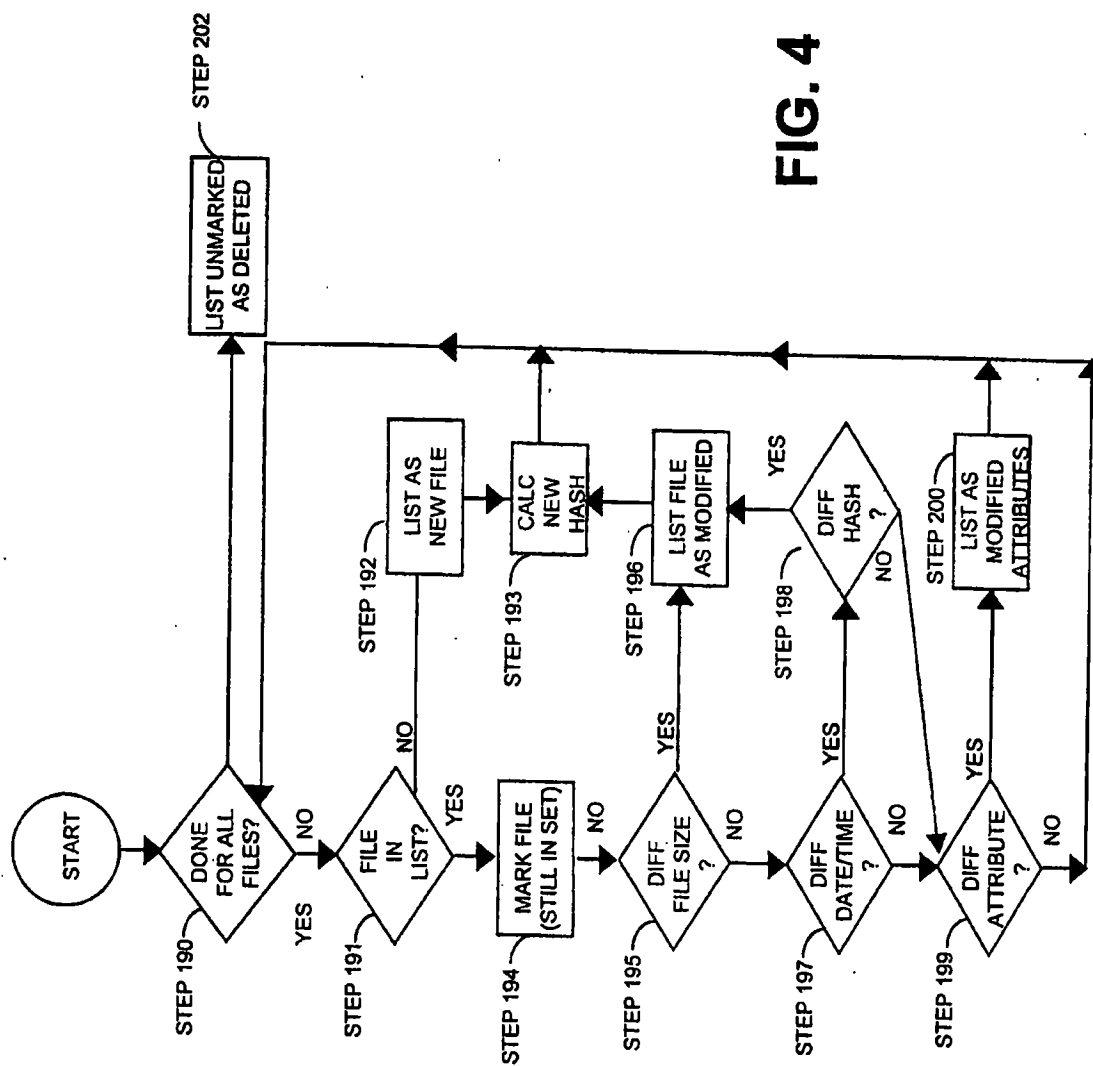 START
STEP 190
DONE
FOR ALL
FILES?
YES
NO
STEP 202
LIST UNMARKED
AS DELETED
STEP 191
FILE
IN
LIST?
NO
YES
STEP 192
LIST AS
NEW FILE
STEP 193
CALC
NEW
HASH
STEP 194
MARK FILE
(STILL IN SET)
NO
STEP 195
DIFF
FILE SIZE
?
YES
NO
STEP 196
LIST FILE
AS MODIFIED
STEP 197
DIFF
DATE/TIME
?
YES
NO
STEP 198
DIFF
HASH
?
YES
NO
STEP 199
DIFF
ATTRIBUTE
?
YES
NO
STEP 200
LIST AS
MODIFIED
ATTRIBUTES
FIG. 4